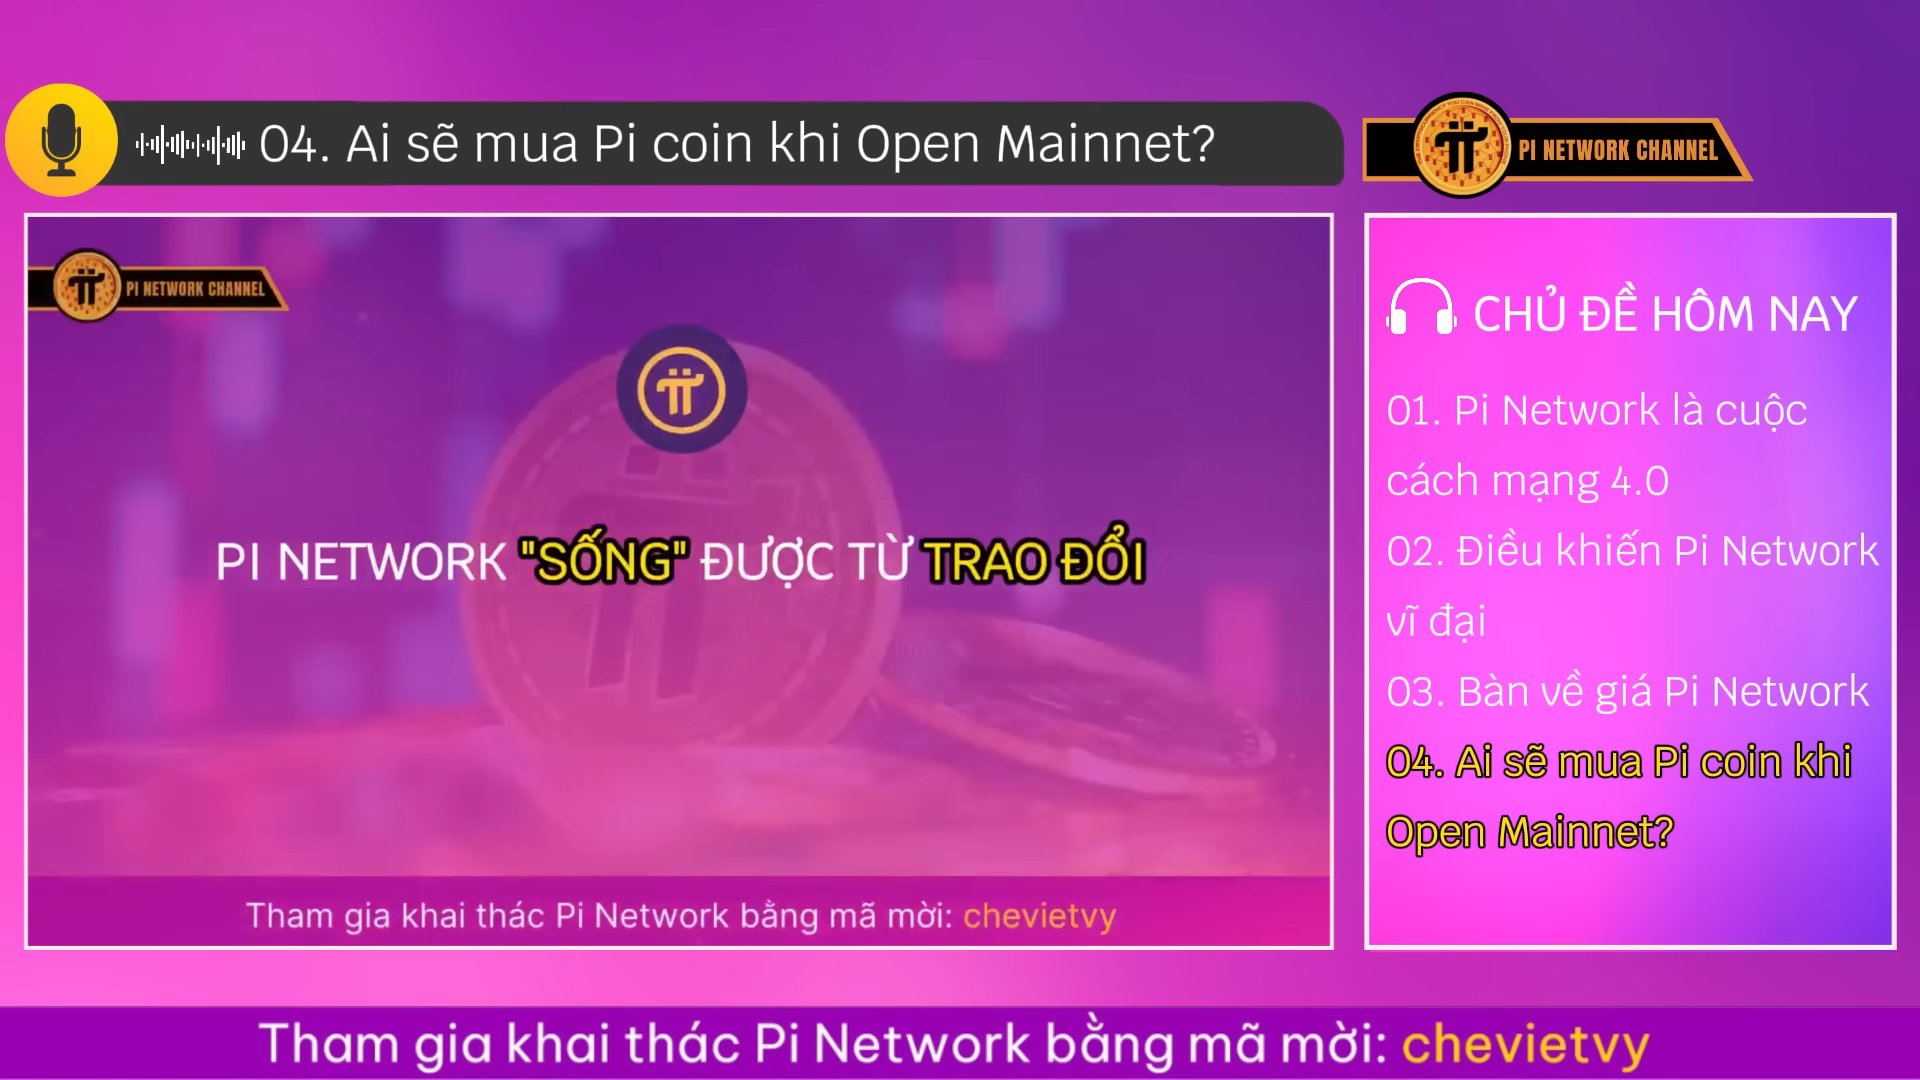 04. Ai sẽ mua Pi coin khi Open Mainnet?
PI NETWORK CHANNEL
PI NETWORK CHANNEL
PI NETWORK "SỐNG" ĐƯỢC TỪ TRAO ĐỔI
Tham gia khai thác Pi Network bằng mã mời: chevietvy
CHỦ ĐỀ HÔM NAY
01. Pi Network là cuộc
cách mạng 4.0
02. Điều khiến Pi Network
vĩ đại
03. Bàn về giá Pi Network
04. Ai sẽ mua Pi coin khi
Open Mainnet?
Tham gia khai thác Pi Network bằng mã mời: chevietvy